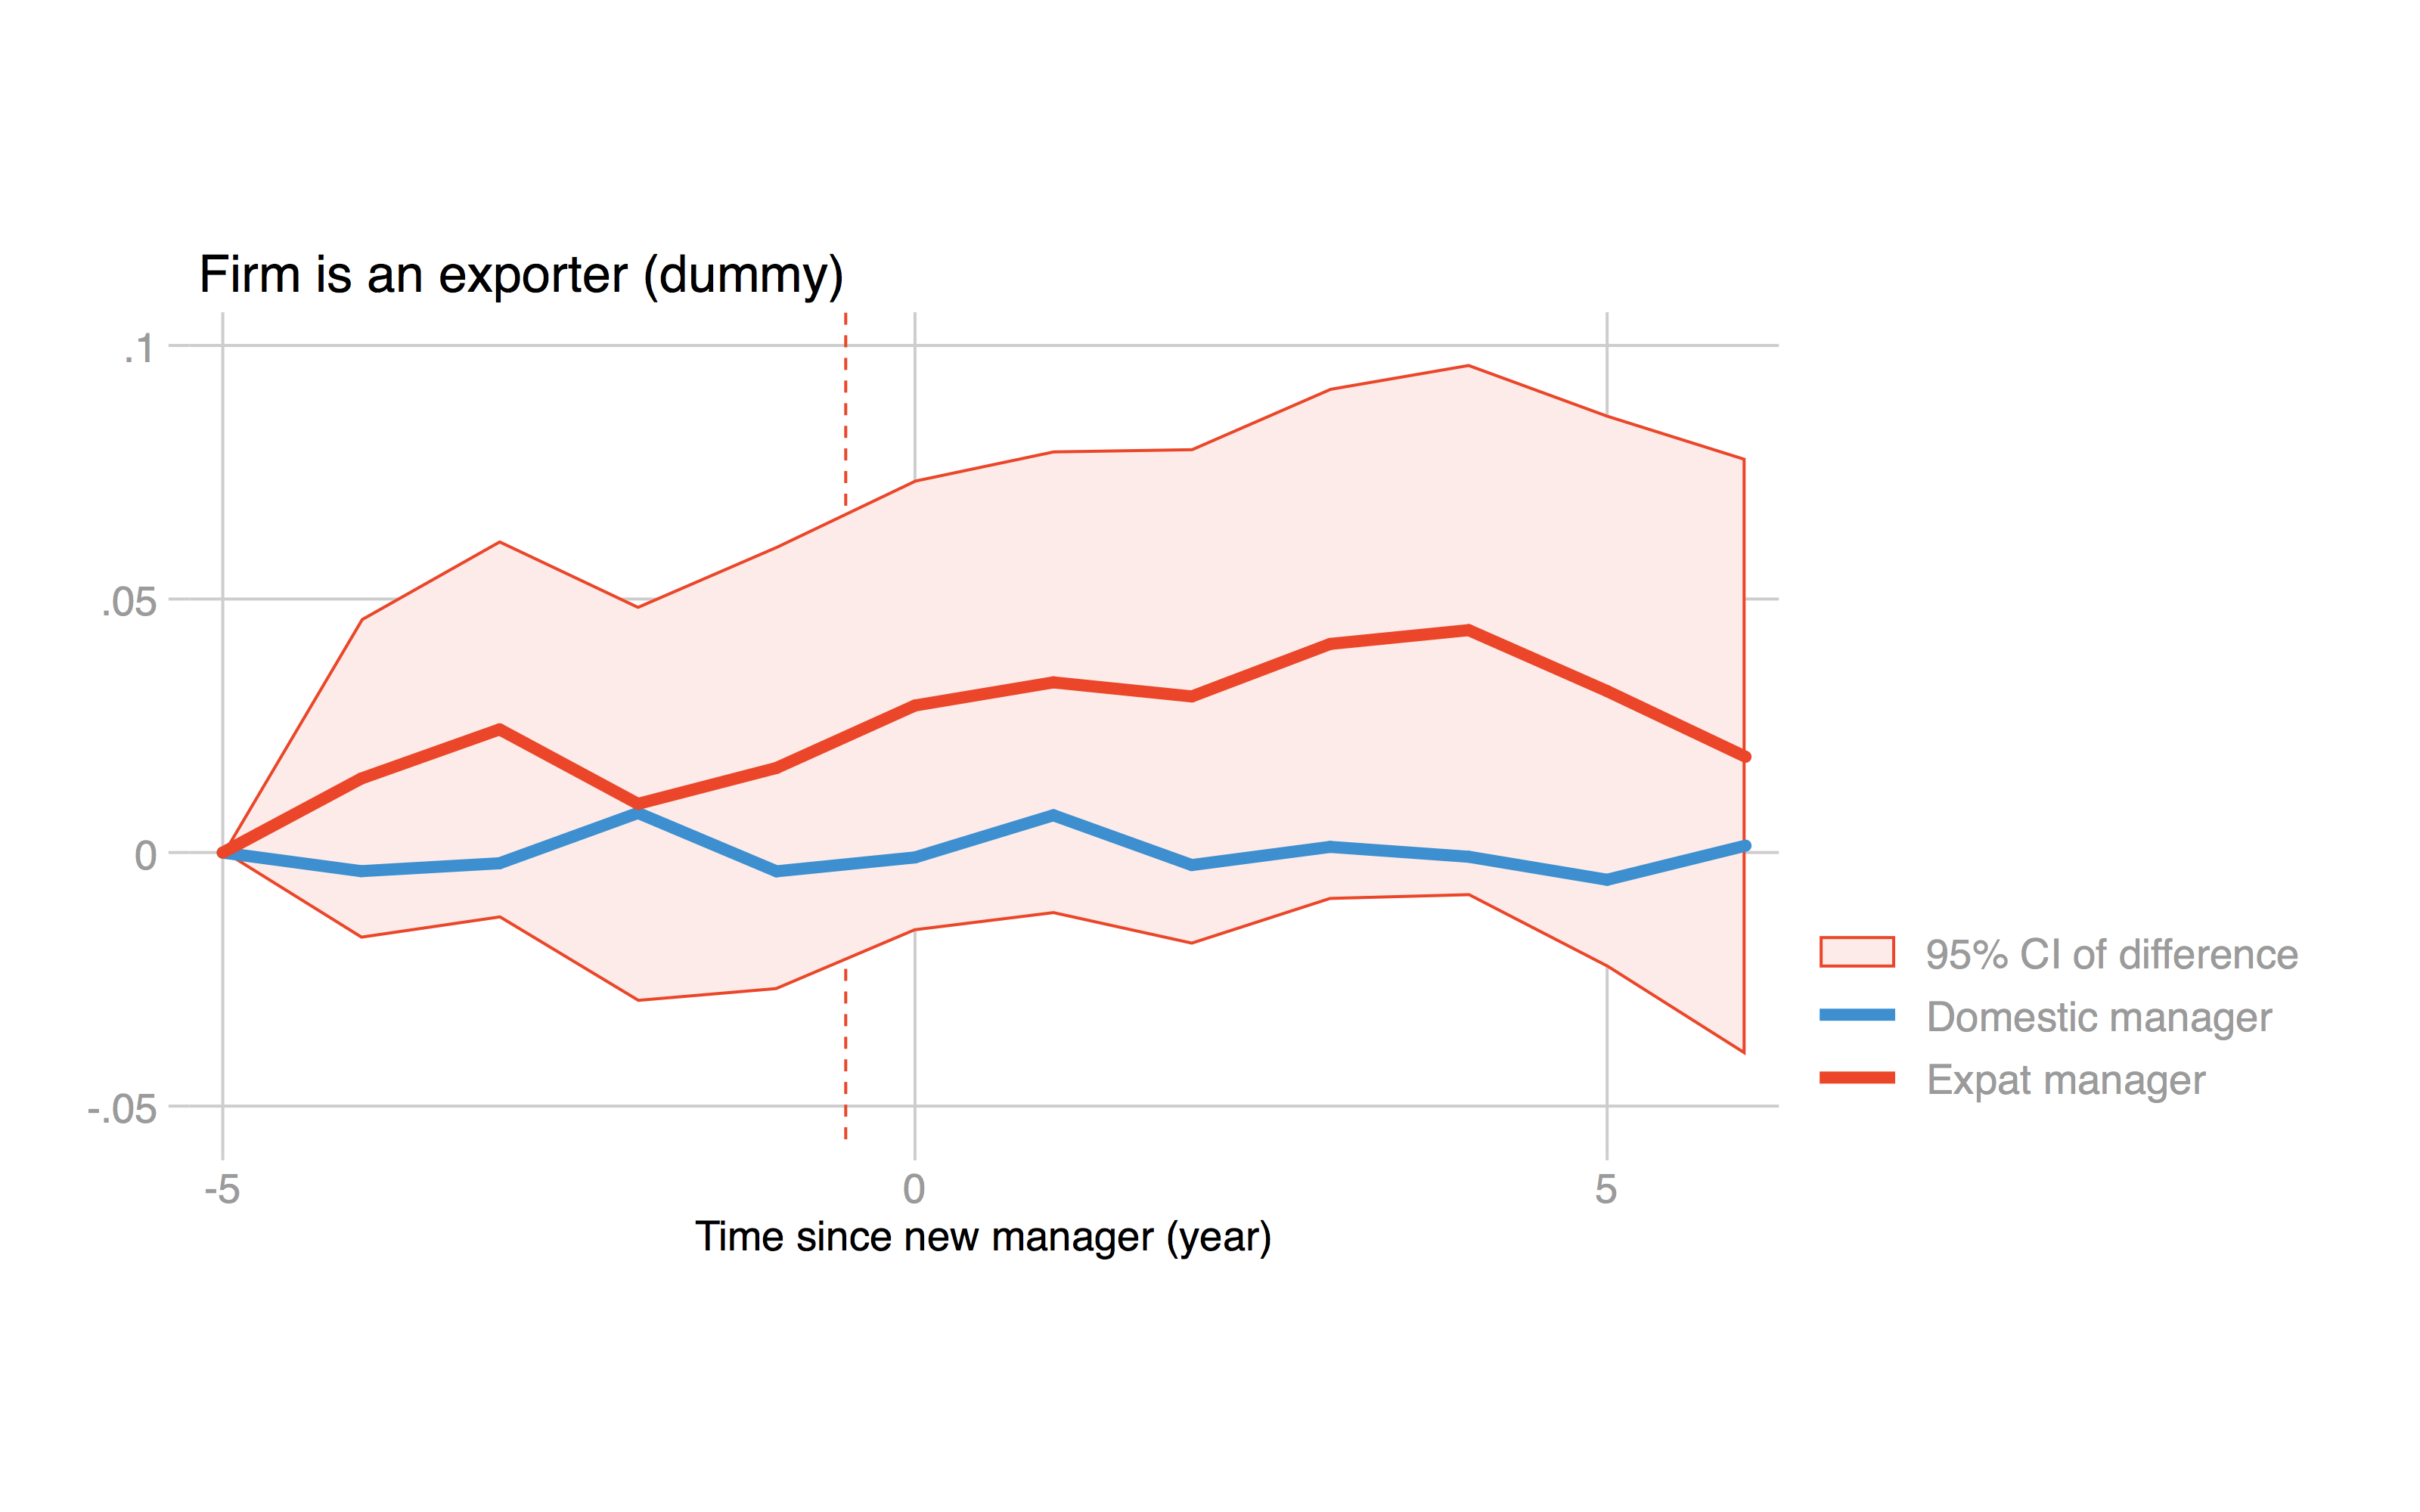 Firm is an exporter (dummy)
.1
.05
0
-.05
-5
0
5
Time since new manager (year)
95% CI of difference
Domestic manager
Expat manager